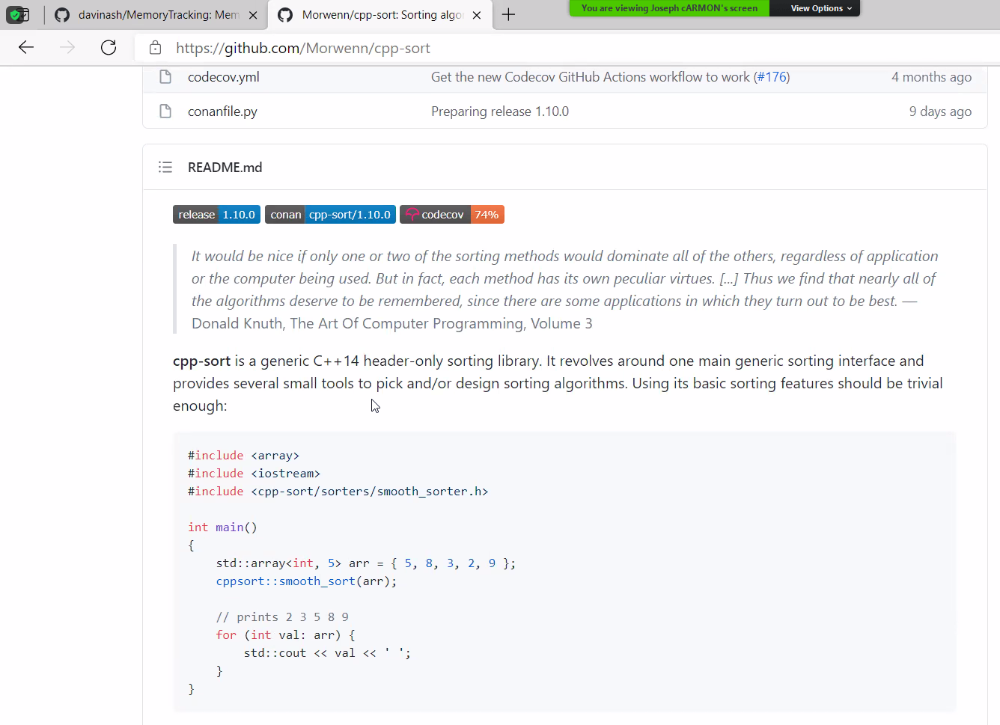 davinash/MemoryTracking: Mem
Morwenn/cpp-sort: Sorting algo
You are viewing Joseph cARMON's screen
View Options
https://github.com/Morwenn/cpp-sort
codecov.yml Get the new Codecov GitHub Actions workflow to work (#176) 4 months ago
conanfile.py Preparing release 1.10.0 9 days ago
README.md
release 1.10.0 conan cpp-sort/1.10.0 codecov 74%
It would be nice if only one or two of the sorting methods would dominate all of the others, regardless of application
or the computer being used. But in fact, each method has its own peculiar virtues. [...] Thus we find that nearly all of
the algorithms deserve to be remembered, since there are some applications in which they turn out to be best. —
Donald Knuth, The Art Of Computer Programming, Volume 3
cpp-sort is a generic C++14 header-only sorting library. It revolves around one main generic sorting interface and
provides several small tools to pick and/or design sorting algorithms. Using its basic sorting features should be trivial
enough:
#include <array>
#include <iostream>
#include <cpp-sort/sorters/smooth_sorter.h>
int main()
{
    std::array<int, 5> arr = { 5, 8, 3, 2, 9 };
    cppsort::smooth_sort(arr);
    // prints 2 3 5 8 9
    for (int val: arr) {
        std::cout << val << ' ';
    }
}